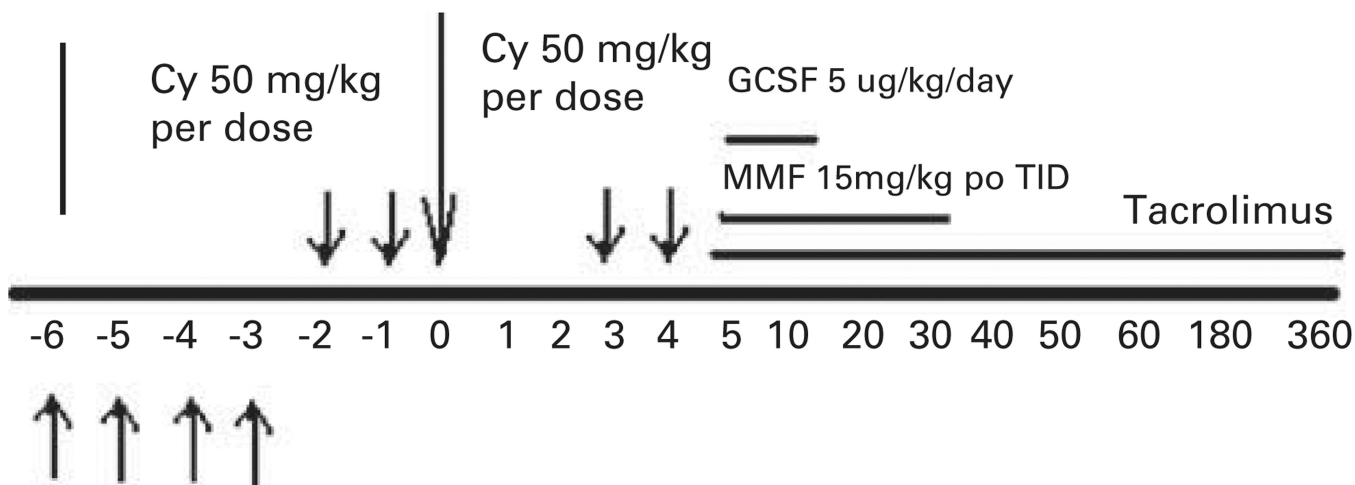 Cy 50 mg/kg
per dose
Cy 50 mg/kg
per dose
GCSF 5 ug/kg/day
MMF 15mg/kg po TID
Tacrolimus
-6 -5 -4 -3 -2 -1 0 1 2 3 4 5 10 20 30 40 50 60 180 360